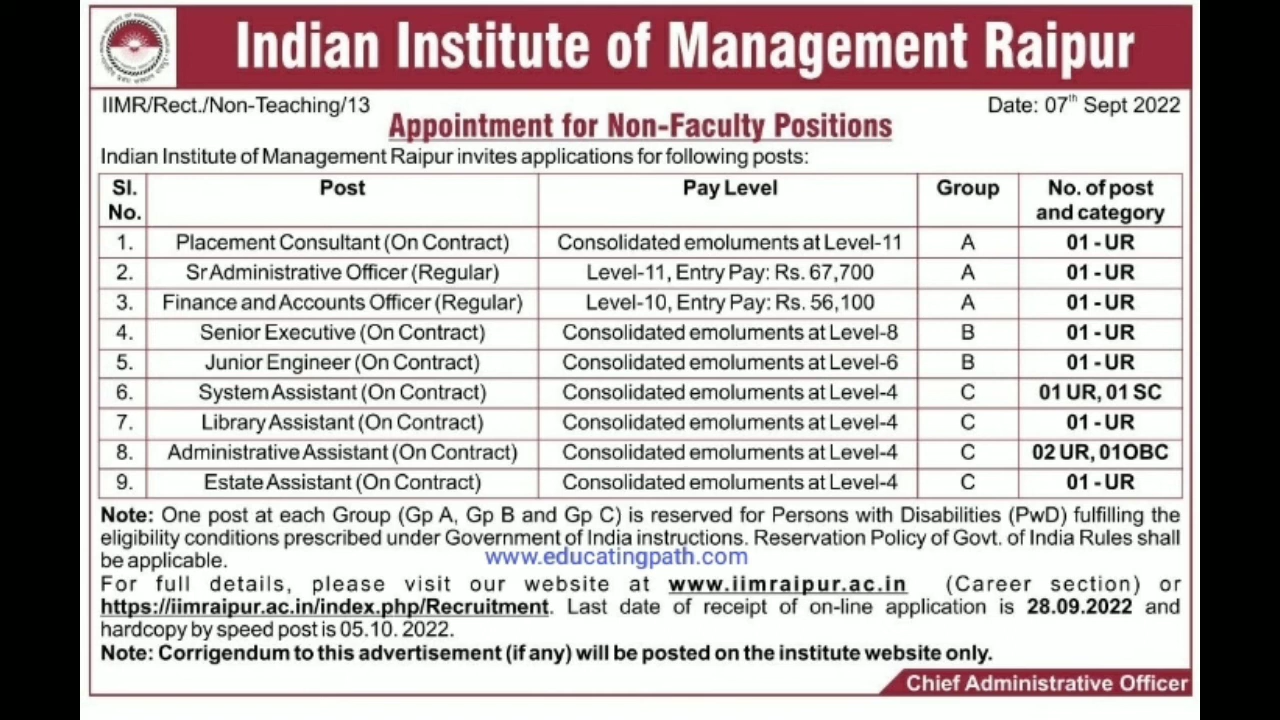 Indian Institute of Management Raipur
IIMR/Rect./Non-Teaching/13 Date: 07th Sept 2022
Appointment for Non-Faculty Positions
Indian Institute of Management Raipur invites applications for following posts:
Sl. No. Post Pay Level Group No. of post and category
1. Placement Consultant (On Contract) Consolidated emoluments at Level-11 A 01 - UR
2. Sr Administrative Officer (Regular) Level-11, Entry Pay: Rs. 67,700 A 01 - UR
3. Finance and Accounts Officer (Regular) Level-10, Entry Pay: Rs. 56,100 A 01 - UR
4. Senior Executive (On Contract) Consolidated emoluments at Level-8 B 01 - UR
5. Junior Engineer (On Contract) Consolidated emoluments at Level-6 B 01 - UR
6. System Assistant (On Contract) Consolidated emoluments at Level-4 C 01 UR, 01 SC
7. Library Assistant (On Contract) Consolidated emoluments at Level-4 C 01 - UR
8. Administrative Assistant (On Contract) Consolidated emoluments at Level-4 C 02 UR, 01OBC
9. Estate Assistant (On Contract) Consolidated emoluments at Level-4 C 01 - UR
Note: One post at each Group (Gp A, Gp B and Gp C) is reserved for Persons with Disabilities (PwD) fulfilling the
eligibility conditions prescribed under Government of India instructions. Reservation Policy of Govt. of India Rules shall
be applicable.
www.educatingpath.com
For full details, please visit our website at www.iimraipur.ac.in (Career section) or
https://iimraipur.ac.in/index.php/Recruitment. Last date of receipt of on-line application is 28.09.2022 and
hardcopy by speed post is 05.10. 2022.
Note: Corrigendum to this advertisement (if any) will be posted on the institute website only.
Chief Administrative Officer